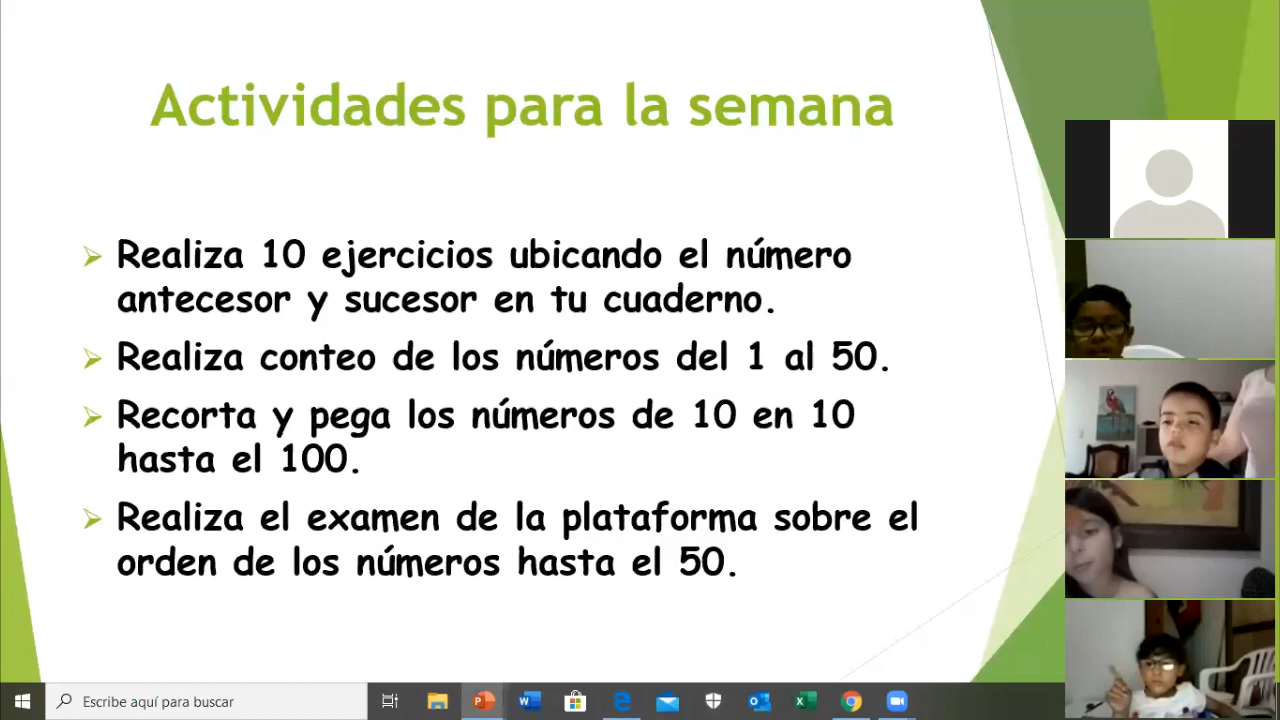 Actividades para la semana
Realiza 10 ejercicios ubicando el número
antecesor y sucesor en tu cuaderno.
Realiza conteo de los números del 1 al 50.
Recorta y pega los números de 10 en 10
hasta el 100.
Realiza el examen de la plataforma sobre el
orden de los números hasta el 50.
Escribe aquí para buscar